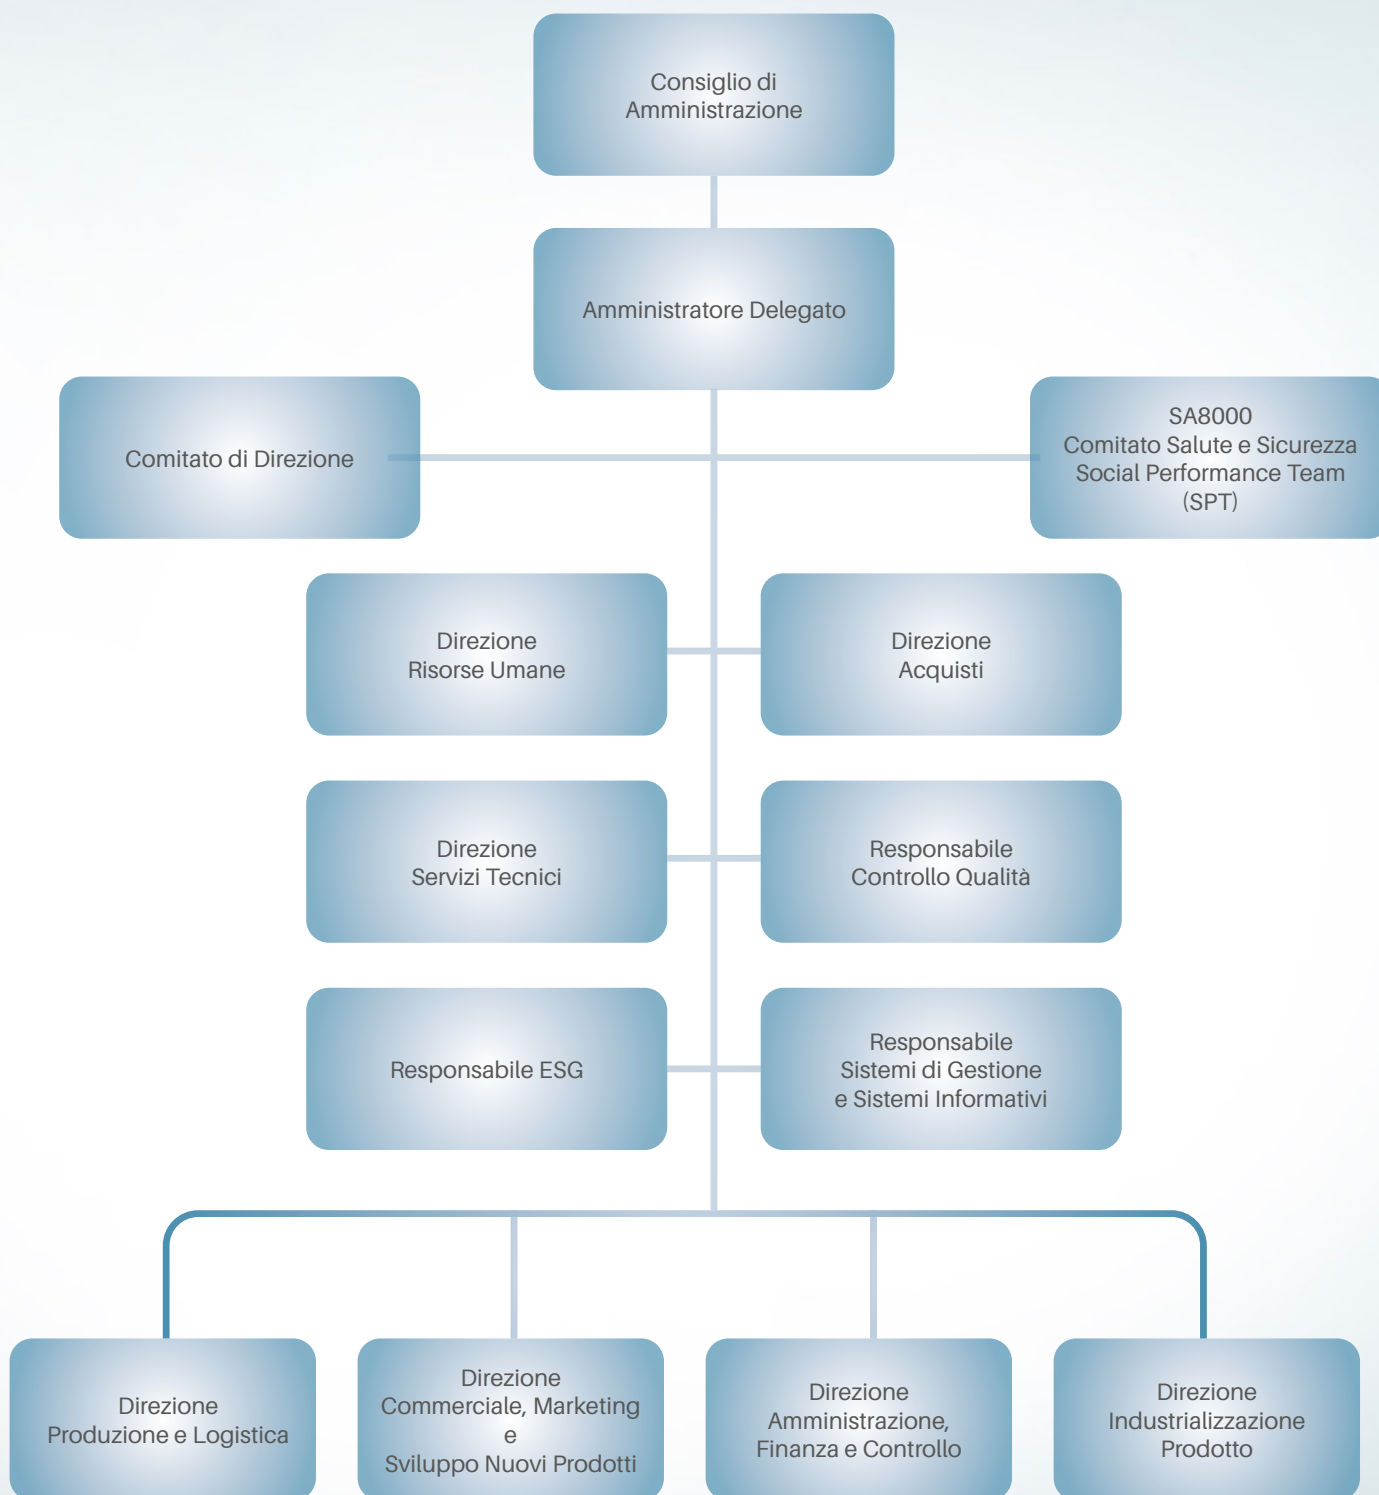 Consiglio di
Amministrazione
Amministratore Delegato
Comitato di Direzione
SA8000
Comitato Salute e Sicurezza
Social Performance Team
(SPT)
Direzione
Risorse Umane
Direzione
Acquisti
Direzione
Servizi Tecnici
Responsabile
Controllo Qualità
Responsabile ESG
Responsabile
Sistemi di Gestione
e Sistemi Informativi
Direzione
Produzione e Logistica
Direzione
Commerciale, Marketing
e
Sviluppo Nuovi Prodotti
Direzione
Amministrazione,
Finanza e Controllo
Direzione
Industrializzazione
Prodotto